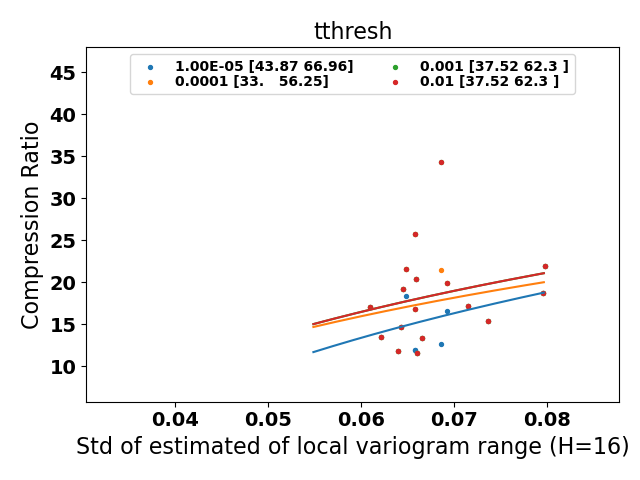 tthresh
1.00E-05 [43.87 66.96]
0.0001 [33.   56.25]
0.001 [37.52 62.3 ]
0.01 [37.52 62.3 ]
Compression Ratio
45
40
35
30
25
20
15
10
0.04 0.05 0.06 0.07 0.08
Std of estimated of local variogram range (H=16)